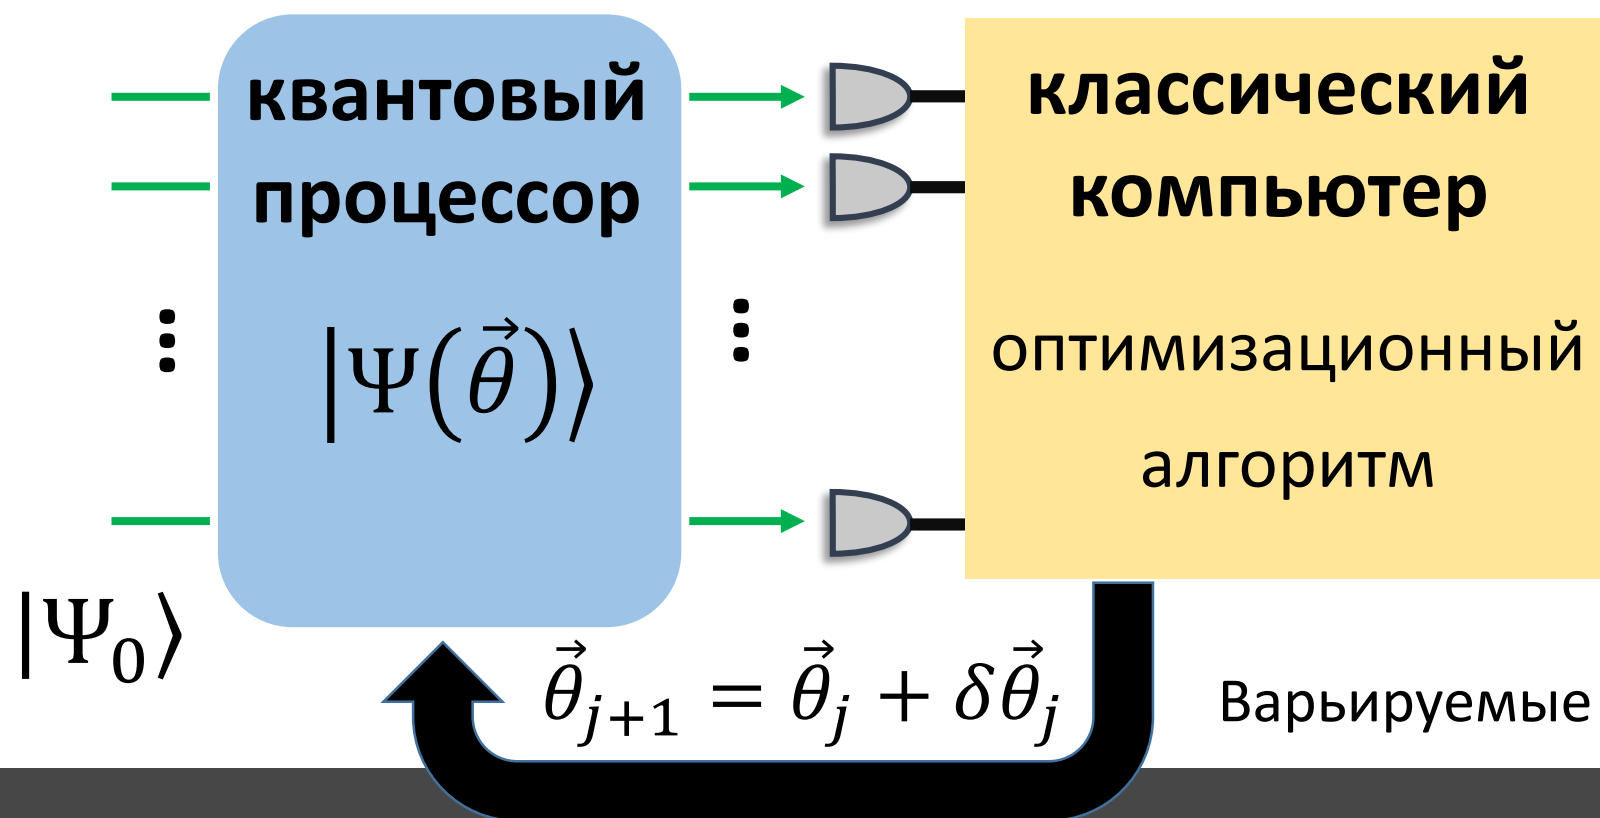 квантовый
процессор
|Ψ(θ⃗)⟩
классический
компьютер
оптимизационный
алгоритм
|Ψ₀⟩
θ⃗ⱼ₊₁ = θ⃗ⱼ + δθ⃗ⱼ
Варьируемые